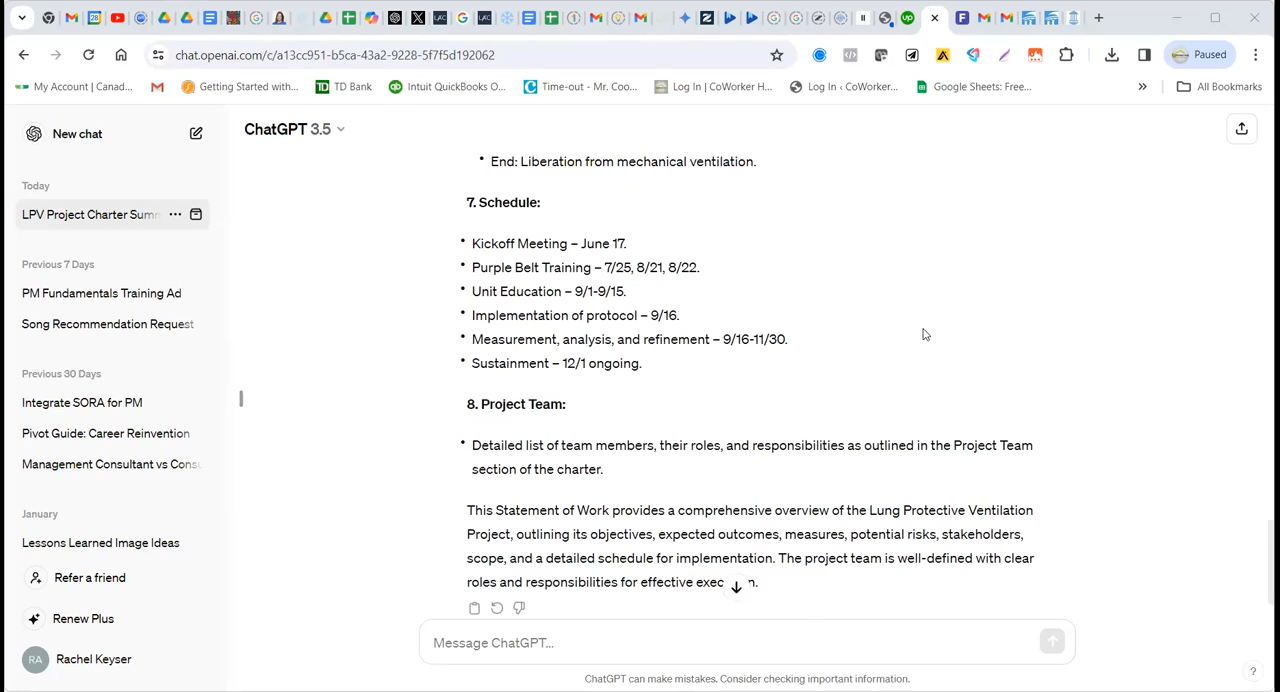 chat.openai.com/c/a13cc951-b5ca-43a2-9228-5f7f5d192062
Paused
My Account | Canad...
Getting Started with...
TD Bank
Intuit QuickBooks O...
Time-out - Mr. Coo...
Log In | CoWorker H...
Log In ‹ CoWorker...
Google Sheets: Free...
All Bookmarks
New chat
ChatGPT 3.5
Today
LPV Project Charter Summ
Previous 7 Days
PM Fundamentals Training Ad
Song Recommendation Request
Previous 30 Days
Integrate SORA for PM
Pivot Guide: Career Reinvention
Management Consultant vs Consu
January
Lessons Learned Image Ideas
Refer a friend
Renew Plus
RA
Rachel Keyser
• End: Liberation from mechanical ventilation.
7. Schedule:
• Kickoff Meeting – June 17.
• Purple Belt Training – 7/25, 8/21, 8/22.
• Unit Education – 9/1-9/15.
• Implementation of protocol – 9/16.
• Measurement, analysis, and refinement – 9/16-11/30.
• Sustainment – 12/1 ongoing.
8. Project Team:
• Detailed list of team members, their roles, and responsibilities as outlined in the Project Team
section of the charter.
This Statement of Work provides a comprehensive overview of the Lung Protective Ventilation
Project, outlining its objectives, expected outcomes, measures, potential risks, stakeholders,
scope, and a detailed schedule for implementation. The project team is well-defined with clear
roles and responsibilities for effective exec n.
Message ChatGPT...
ChatGPT can make mistakes. Consider checking important information.
?